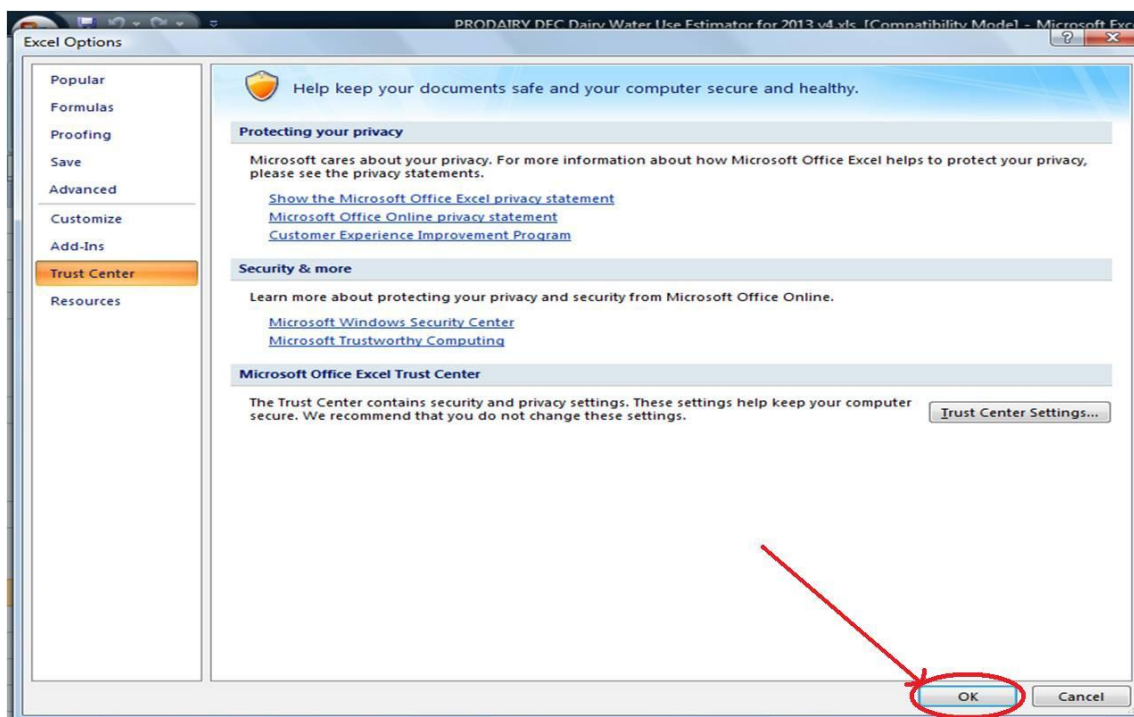 PRODAIRY DEC Dairy Water Use Estimator for 2013 v4.xls [Compatibility Mode] - Microsoft Exc
Excel Options
Popular
Formulas
Proofing
Save
Advanced
Customize
Add-Ins
Trust Center
Resources
Help keep your documents safe and your computer secure and healthy.
Protecting your privacy
Microsoft cares about your privacy. For more information about how Microsoft Office Excel helps to protect your privacy,
please see the privacy statements.
Show the Microsoft Office Excel privacy statement
Microsoft Office Online privacy statement
Customer Experience Improvement Program
Security & more
Learn more about protecting your privacy and security from Microsoft Office Online.
Microsoft Windows Security Center
Microsoft Trustworthy Computing
Microsoft Office Excel Trust Center
The Trust Center contains security and privacy settings. These settings help keep your computer
secure. We recommend that you do not change these settings.
Trust Center Settings...
OK
Cancel